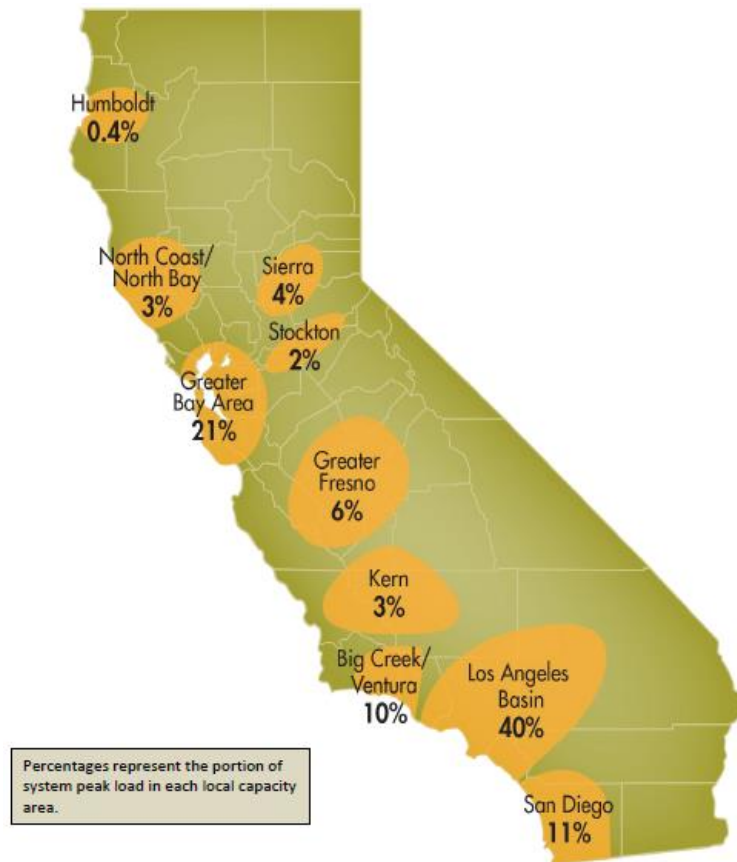 Humboldt
0.4%
North Coast/
North Bay
3%
Sierra
4%
Stockton
2%
Greater
Bay Area
21%
Greater
Fresno
6%
Kern
3%
Big Creek/
Ventura
10%
Los Angeles
Basin
40%
San Diego
11%
Percentages represent the portion of
system peak load in each local capacity
area.